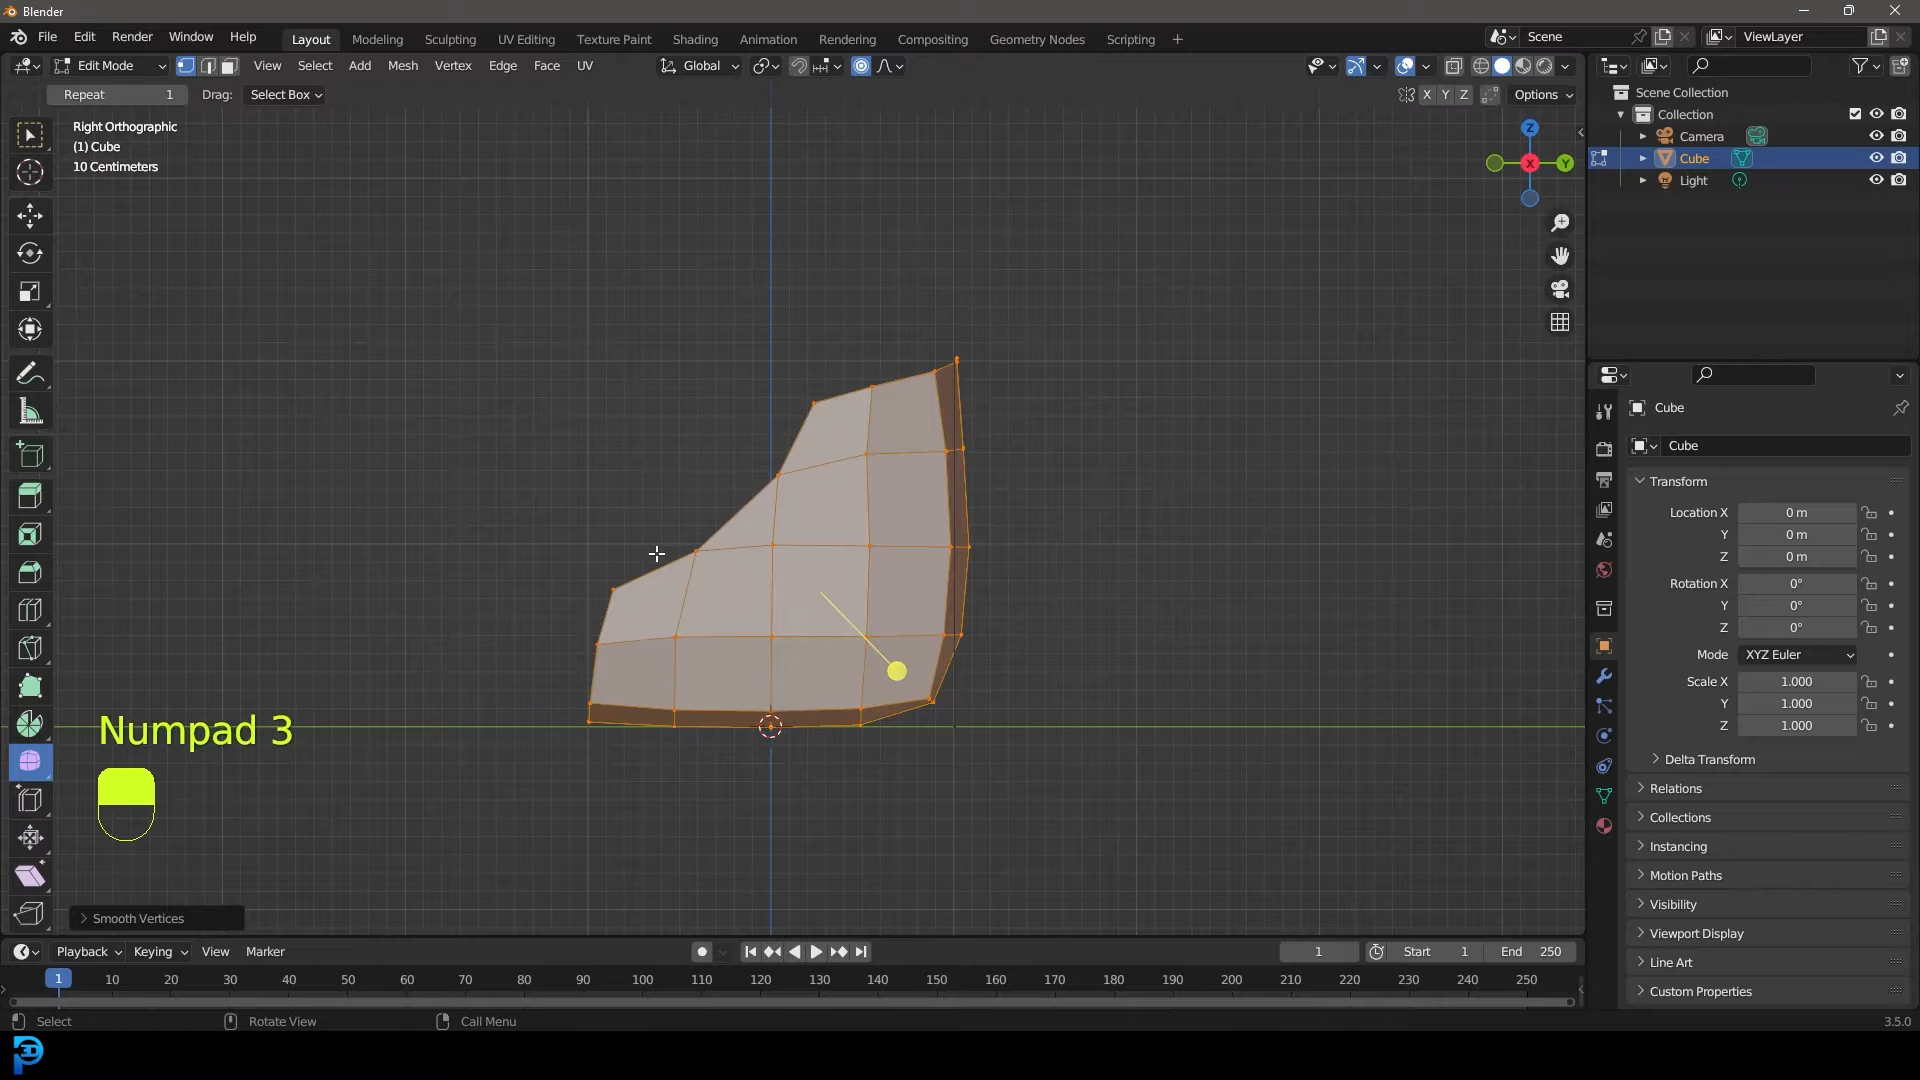 Blender
File Edit Render Window Help Layout Modeling Sculpting UV Editing Texture Paint Shading Animation Rendering Compositing Geometry Nodes Scripting + Scene ViewLayer
Edit Mode View Select Add Mesh Vertex Edge Face UV Global
Repeat 1 Drag: Select Box X Y Z Options
Right Orthographic
(1) Cube
10 Centimeters
Z
X
Y
Numpad 3
Smooth Vertices
Scene Collection
Collection
Camera
Cube
Light
Cube
Cube
Transform
Location X 0 m
Y 0 m
Z 0 m
Rotation X 0°
Y 0°
Z 0°
Mode XYZ Euler
Scale X 1.000
Y 1.000
Z 1.000
Delta Transform
Relations
Collections
Instancing
Motion Paths
Visibility
Viewport Display
Line Art
Custom Properties
Playback Keying View Marker 1 Start 1 End 250
1 10 20 30 40 50 60 70 80 90 100 110 120 130 140 150 160 170 180 190 200 210 220 230 240 250
Select Rotate View Call Menu 3.5.0